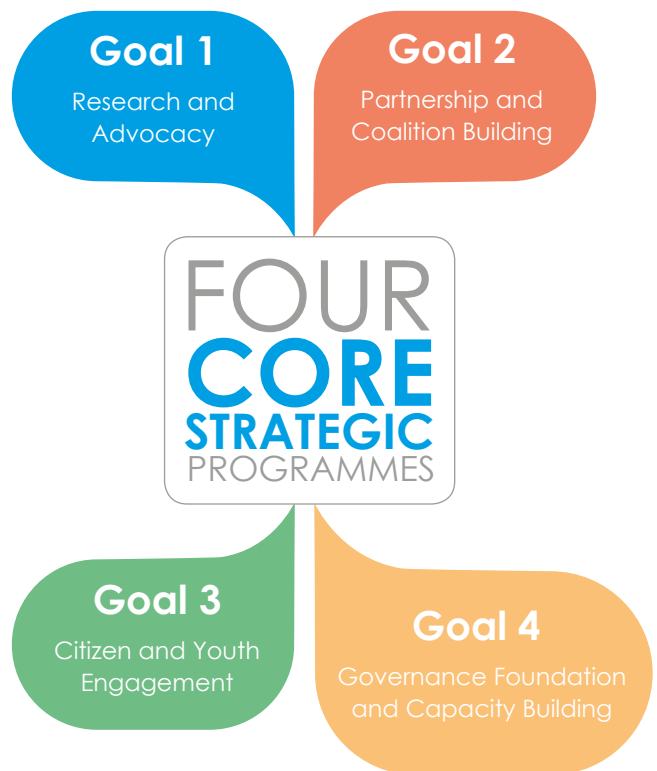 Goal 1
Research and
Advocacy
Goal 2
Partnership and
Coalition Building
FOUR
CORE
STRATEGIC
PROGRAMMES
Goal 3
Citizen and Youth
Engagement
Goal 4
Governance Foundation
and Capacity Building